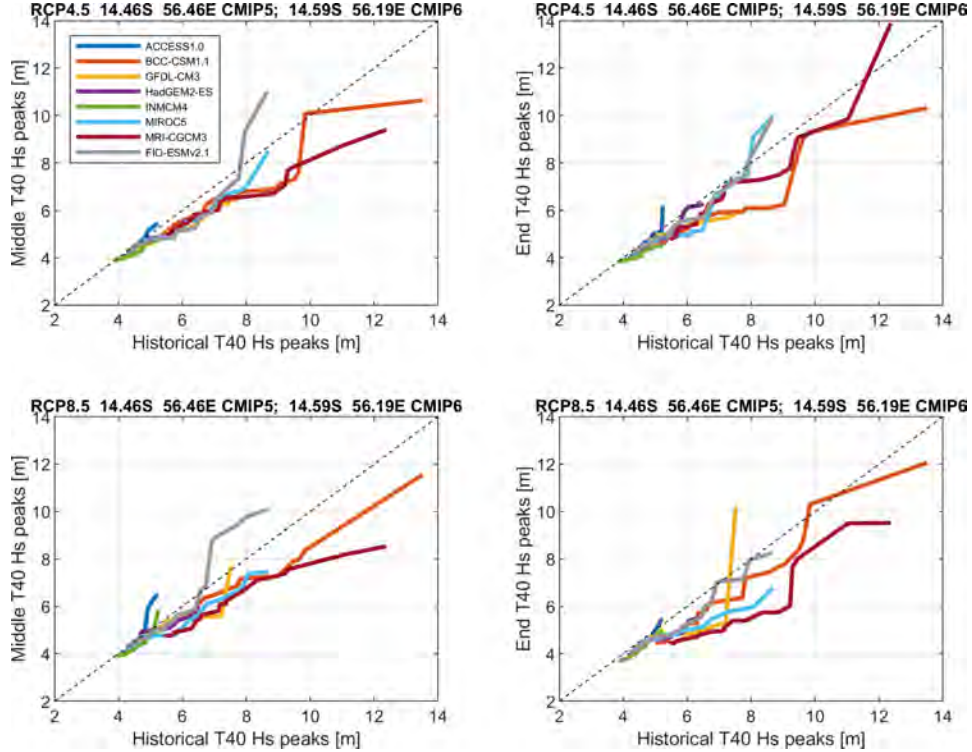 RCP4.5 14.46S 56.46E CMIP5; 14.59S 56.19E CMIP6
14
12
10
8
6
4
2
Middle T40 Hs peaks [m]
ACCESS1.0
BCC-CSM1.1
GFDL-CM3
HadGEM2-ES
INMCM4
MIROC5
MRI-CGCM3
FIO-ESMv2.1
2 4 6 8 10 12 14
Historical T40 Hs peaks [m]
RCP4.5 14.46S 56.46E CMIP5; 14.59S 56.19E CMIP6
14
12
10
8
6
4
2
End T40 Hs peaks [m]
2 4 6 8 10 12 14
Historical T40 Hs peaks [m]
RCP8.5 14.46S 56.46E CMIP5; 14.59S 56.19E CMIP6
14
12
10
8
6
4
2
Middle T40 Hs peaks [m]
2 4 6 8 10 12 14
Historical T40 Hs peaks [m]
RCP8.5 14.46S 56.46E CMIP5; 14.59S 56.19E CMIP6
14
12
10
8
6
4
2
End T40 Hs peaks [m]
2 4 6 8 10 12 14
Historical T40 Hs peaks [m]